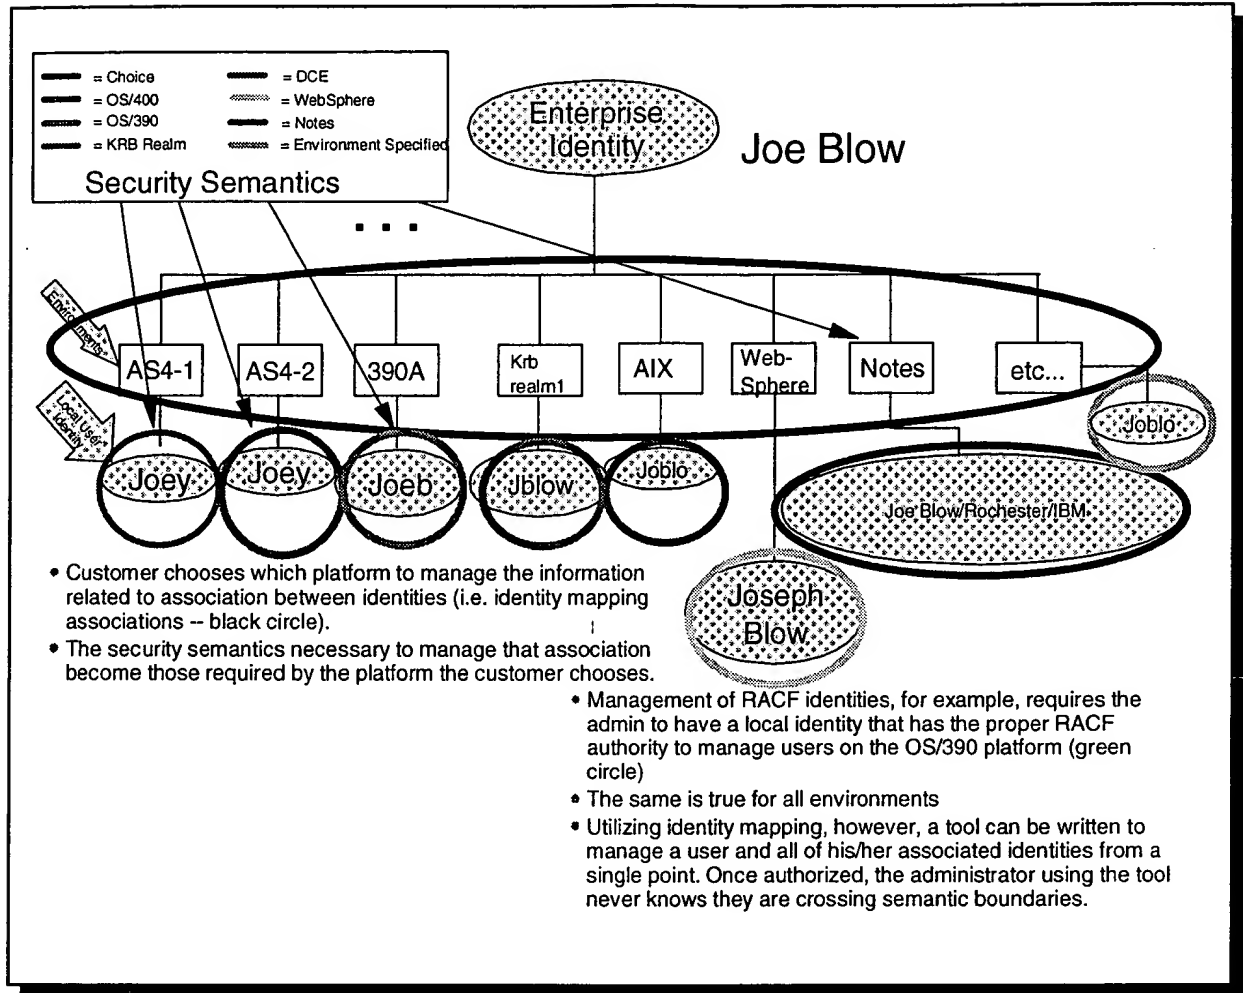 = Choice
= OS/400
= OS/390
= KRB Realm
= DCE
= WebSphere
= Notes
= Environment Specified
Security Semantics
Enterprise
Identity
Joe Blow
. . .
Environments
AS4-1
AS4-2
390A
Krb
realm1
AIX
Web-
Sphere
Notes
etc...
Local User
Identity
Joey
Joey
Joeb
Jblow
Joblo
Joblo
Joe Blow/Rochester/IBM
Joseph
Blow
• Customer chooses which platform to manage the information
related to association between identities (i.e. identity mapping
associations -- black circle).
• The security semantics necessary to manage that association
become those required by the platform the customer chooses.
• Management of RACF identities, for example, requires the
admin to have a local identity that has the proper RACF
authority to manage users on the OS/390 platform (green
circle)
• The same is true for all environments
• Utilizing identity mapping, however, a tool can be written to
manage a user and all of his/her associated identities from a
single point. Once authorized, the administrator using the tool
never knows they are crossing semantic boundaries.